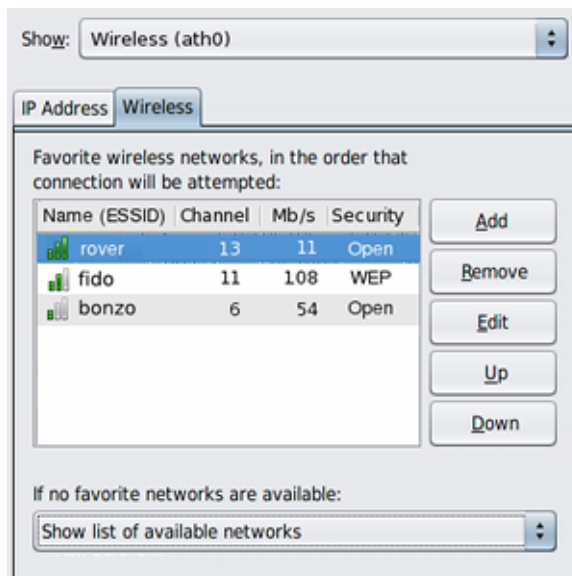 Show: Wireless (ath0)
IP Address Wireless
Favorite wireless networks, in the order that
connection will be attempted:
Name (ESSID) Channel Mb/s Security
rover 13 11 Open
fido 11 108 WEP
bonzo 6 54 Open
Add
Remove
Edit
Up
Down
If no favorite networks are available:
Show list of available networks